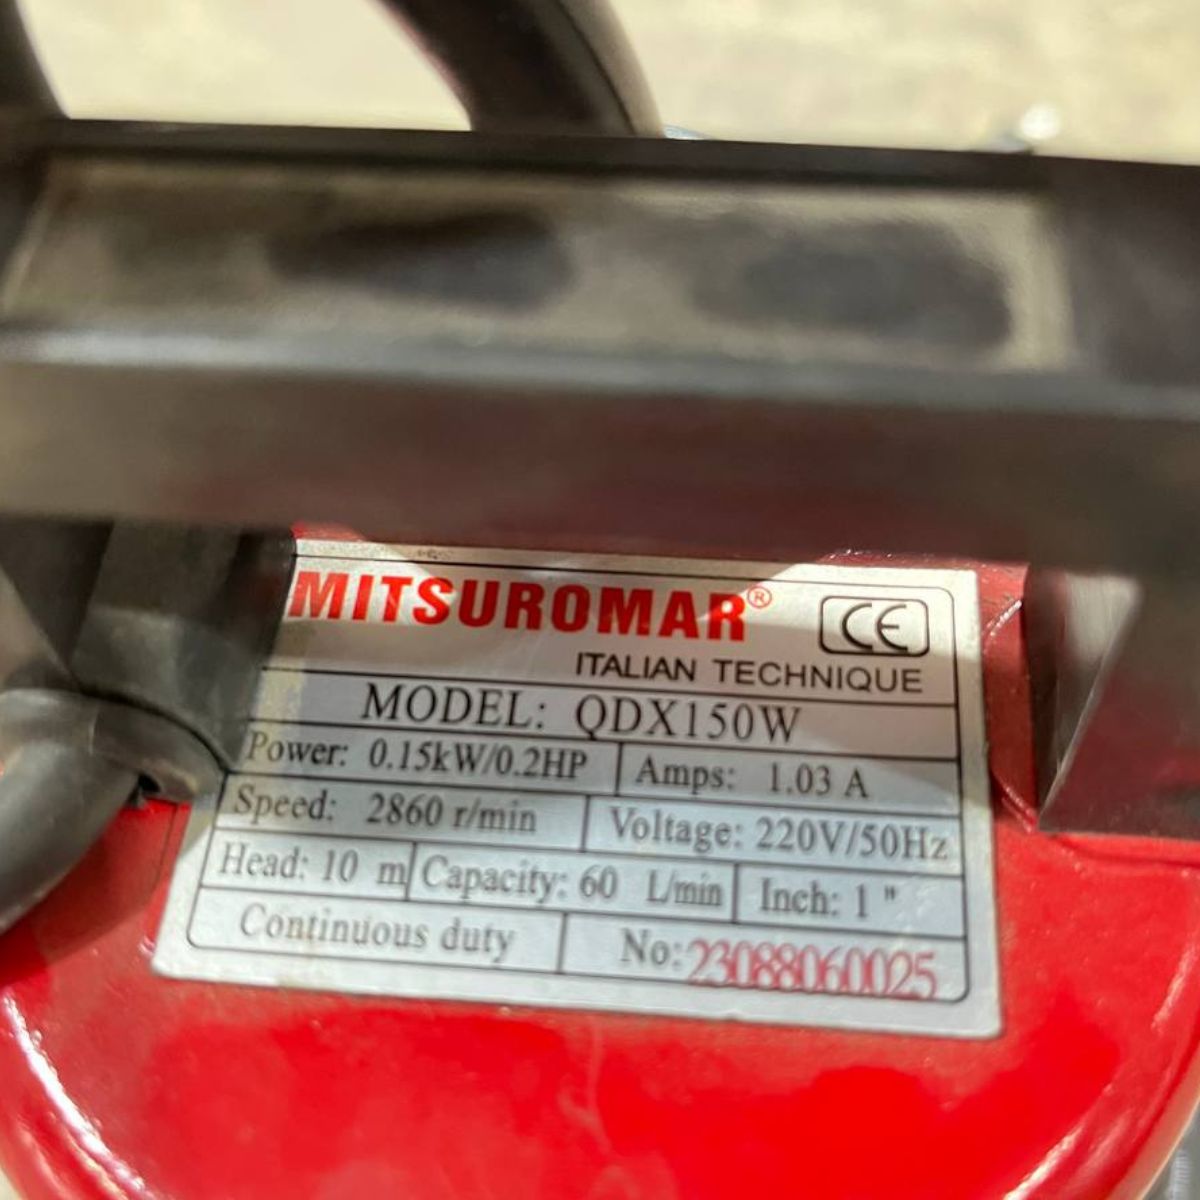 MITSUROMAR® CE
ITALIAN TECHNIQUE
MODEL: QDX150W
Power: 0.15kW/0.2HP Amps: 1.03 A
Speed: 2860 r/min Voltage: 220V/50Hz
Head: 10 m Capacity: 60 L/min Inch: 1 "
Continuous duty No: 23088060025